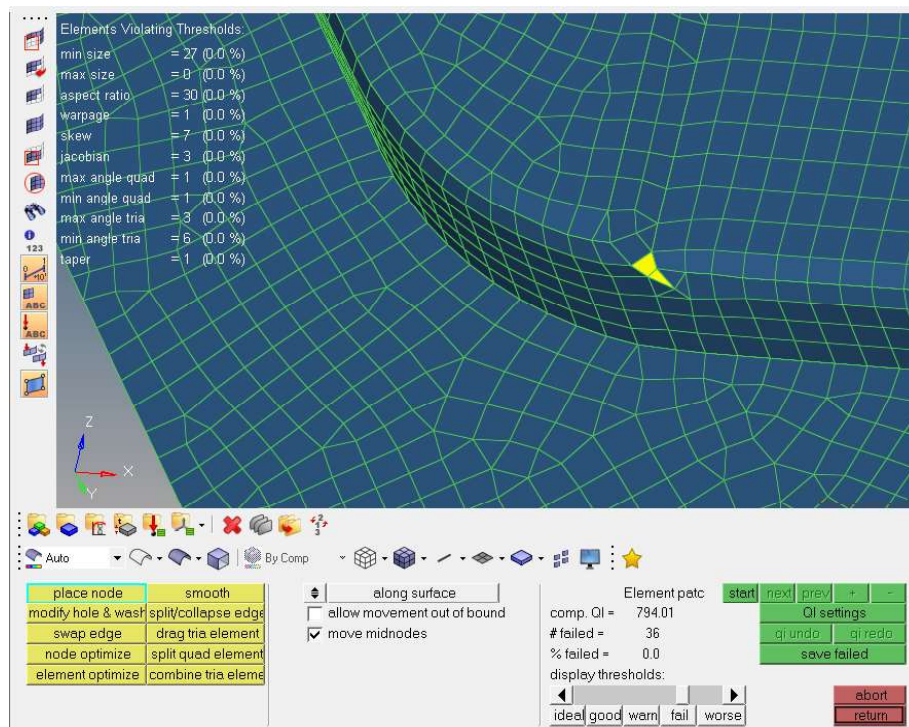 Elements Violating Thresholds:
min size = 27 (0.0 %)
max size = 0 (0.0 %)
aspect ratio = 30 (0.0 %)
warpage = 1 (0.0 %)
skew = 7 (0.0 %)
jacobian = 3 (0.0 %)
max angle quad = 1 (0.0 %)
min angle quad = 1 (0.0 %)
max angle tria = 3 (0.0 %)
min angle tria = 6 (0.0 %)
taper = 1 (0.0 %)
123
ABC
ABC
Z
X
Y
Auto
By Comp
place node smooth
modify hole & wash split/collapse edge
swap edge drag tria element
node optimize split quad element
element optimize combine tria eleme
along surface
allow movement out of bound
move midnodes
Element patc start next prev + -
comp. QI = 794.01 QI settings
# failed = 36 qi undo qi redo
% failed = 0.0 save failed
display thresholds:
ideal good warn fail worse
abort
return